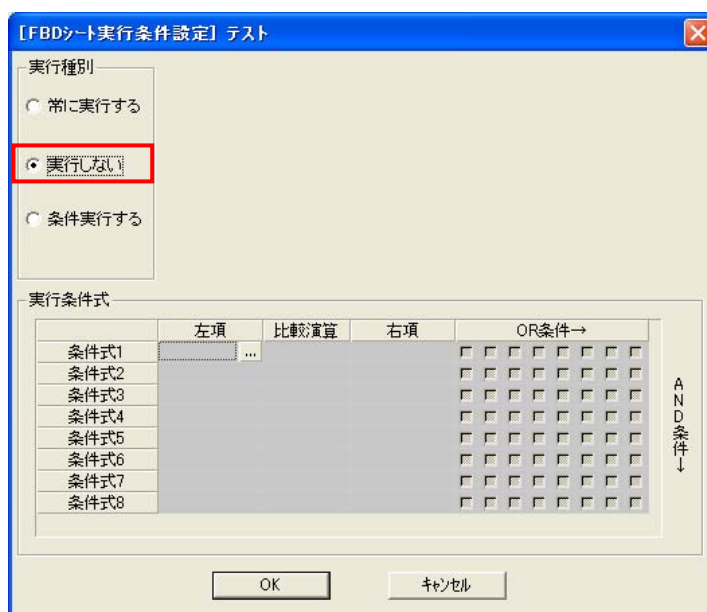 [FBDシート実行条件設定] テスト
実行種別
常に実行する
実行しない
条件実行する
実行条件式
左項 比較演算 右項 OR条件→
条件式1 ...
条件式2
条件式3
条件式4
条件式5
条件式6
条件式7
条件式8
AND条件↓
OK キャンセル